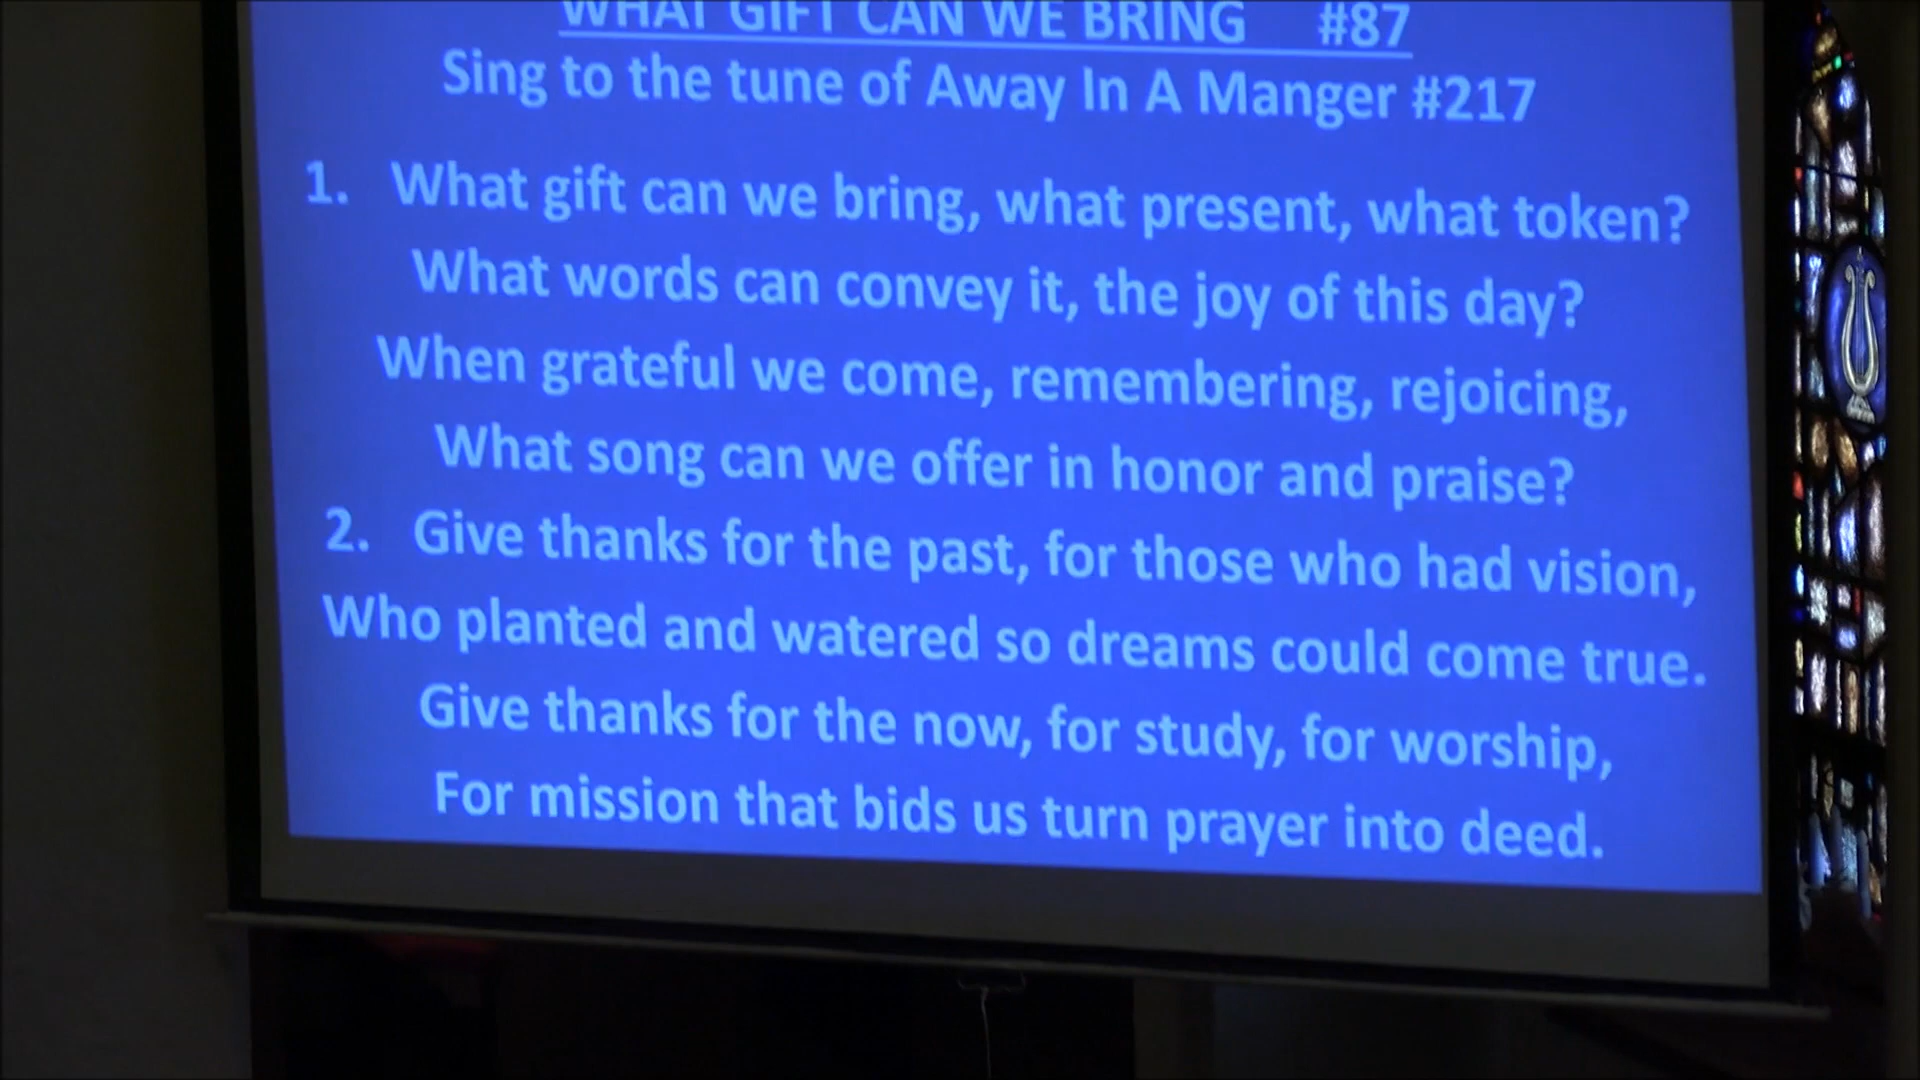 WHAT GIFT CAN WE BRING #87
Sing to the tune of Away In A Manger #217
1. What gift can we bring, what present, what token?
What words can convey it, the joy of this day?
When grateful we come, remembering, rejoicing,
What song can we offer in honor and praise?
2. Give thanks for the past, for those who had vision,
Who planted and watered so dreams could come true.
Give thanks for the now, for study, for worship,
For mission that bids us turn prayer into deed.